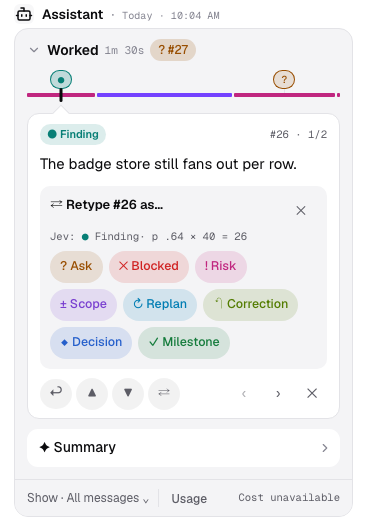 Assistant · Today · 10:04 AM
Worked 1m 30s ? #27
?
Finding #26 · 1/2
The badge store still fans out per row.
⇄ Retype #26 as… ×
Jev: ● Finding· p .64 × 40 = 26
? Ask × Blocked ! Risk
± Scope ↻ Replan ↶ Correction
◆ Decision ✓ Milestone
↩ ▲ ▼ ⇄ ‹ › ×
✦ Summary ›
Show · All messages ⌄ Usage Cost unavailable